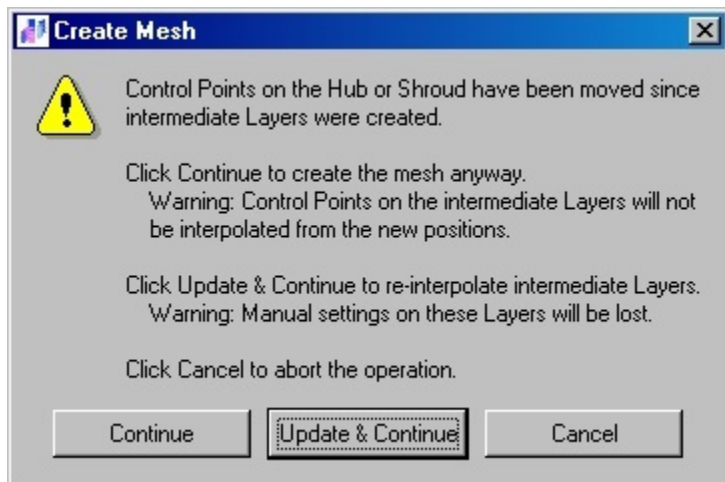 Create Mesh
Control Points on the Hub or Shroud have been moved since
intermediate Layers were created.
Click Continue to create the mesh anyway.
Warning: Control Points on the intermediate Layers will not
be interpolated from the new positions.
Click Update & Continue to re-interpolate intermediate Layers.
Warning: Manual settings on these Layers will be lost.
Click Cancel to abort the operation.
Continue Update & Continue Cancel